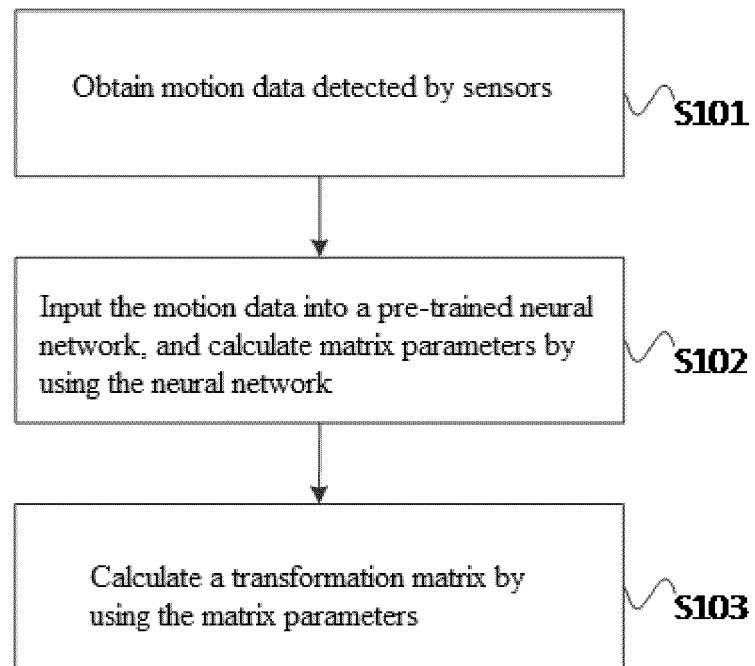 Obtain motion data detected by sensors
S101
Input the motion data into a pre-trained neural
network, and calculate matrix parameters by
using the neural network
S102
Calculate a transformation matrix by
using the matrix parameters
S103